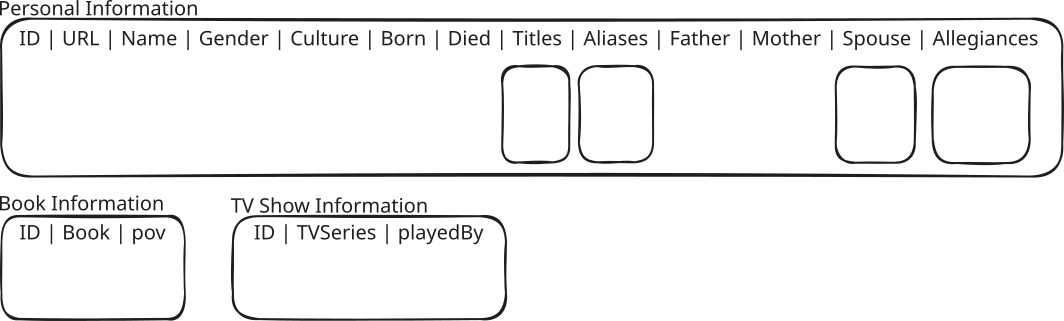 Personal Information
ID | URL | Name | Gender | Culture | Born | Died | Titles | Aliases | Father | Mother | Spouse | Allegiances
Book Information
ID | Book | pov
TV Show Information
ID | TVSeries | playedBy